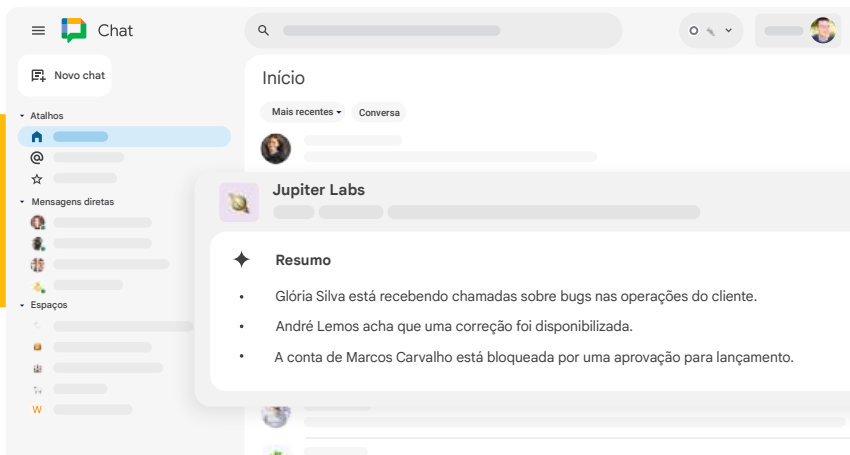 Chat
Novo chat
Início
Atalhos
Mais recentes
Conversa
Mensagens diretas
Espaços
W
Jupiter Labs
Resumo
• Glória Silva está recebendo chamadas sobre bugs nas operações do cliente.
• André Lemos acha que uma correção foi disponibilizada.
• A conta de Marcos Carvalho está bloqueada por uma aprovação para lançamento.